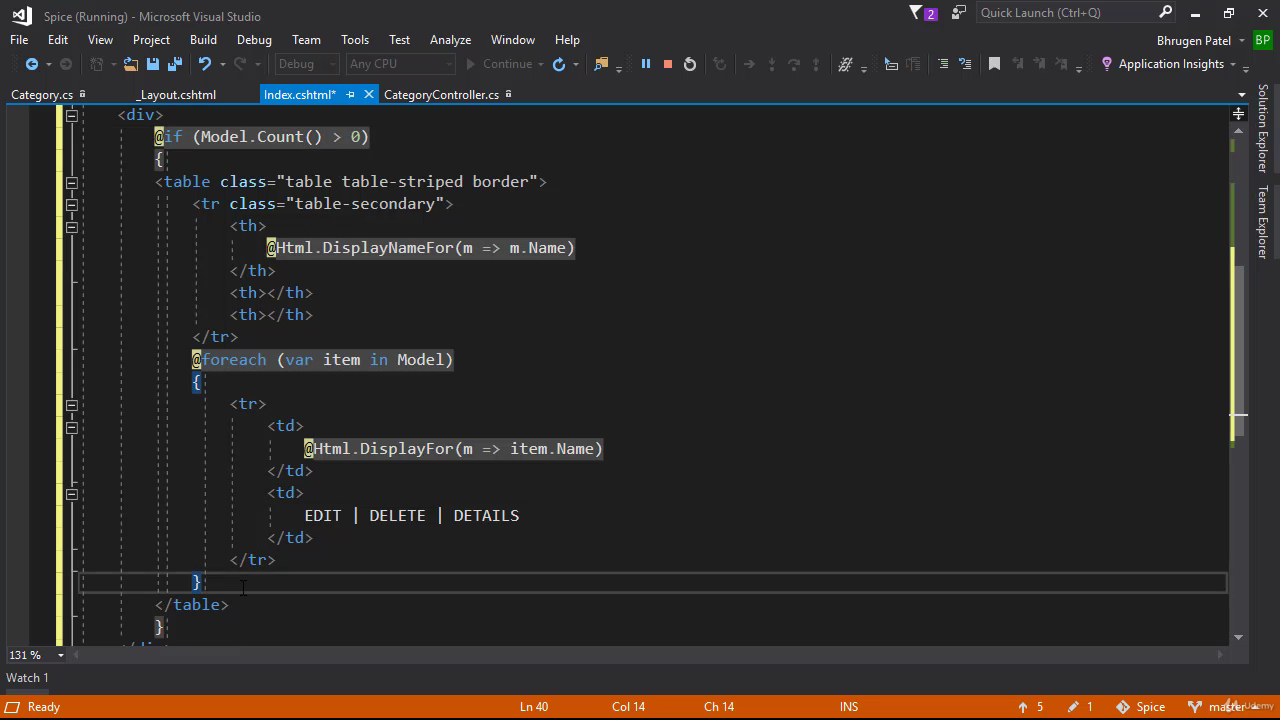 Spice (Running) - Microsoft Visual Studio
2
Quick Launch (Ctrl+Q)
File Edit View Project Build Debug Team Tools Test Analyze Window Help
Bhrugen Patel BP
Debug Any CPU Continue Application Insights
Category.cs _Layout.cshtml Index.cshtml* CategoryController.cs
<div>
@if (Model.Count() > 0)
{
<table class="table table-striped border">
<tr class="table-secondary">
<th>
@Html.DisplayNameFor(m => m.Name)
</th>
<th></th>
<th></th>
</tr>
@foreach (var item in Model)
{
<tr>
<td>
@Html.DisplayFor(m => item.Name)
</td>
<td>
EDIT | DELETE | DETAILS
</td>
</tr>
}
</table>
}
Solution Explorer
Team Explorer
131 %
Watch 1
Ready Ln 40 Col 14 Ch 14 INS 5 1 Spice master
Udemy